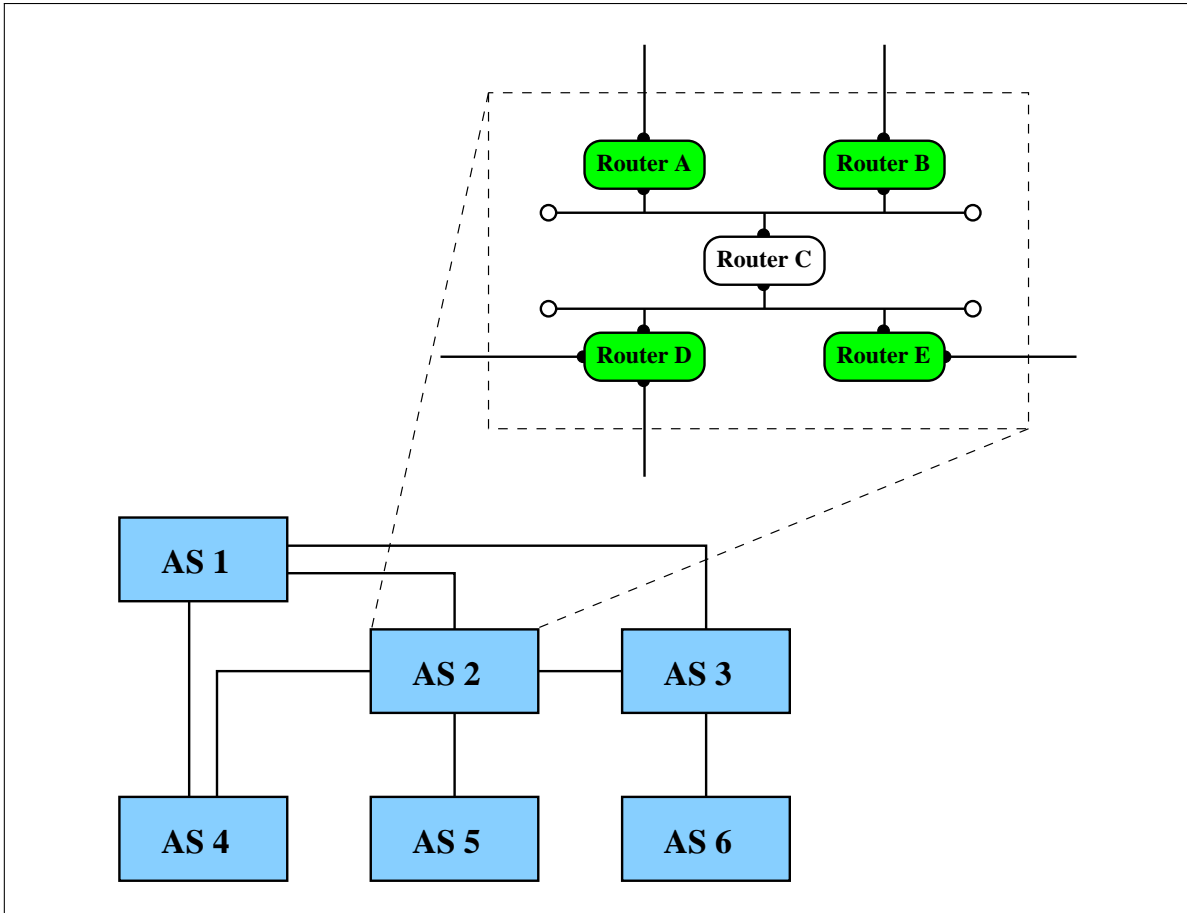 Router A
Router B
Router C
Router D
Router E
AS 1
AS 2
AS 3
AS 4
AS 5
AS 6